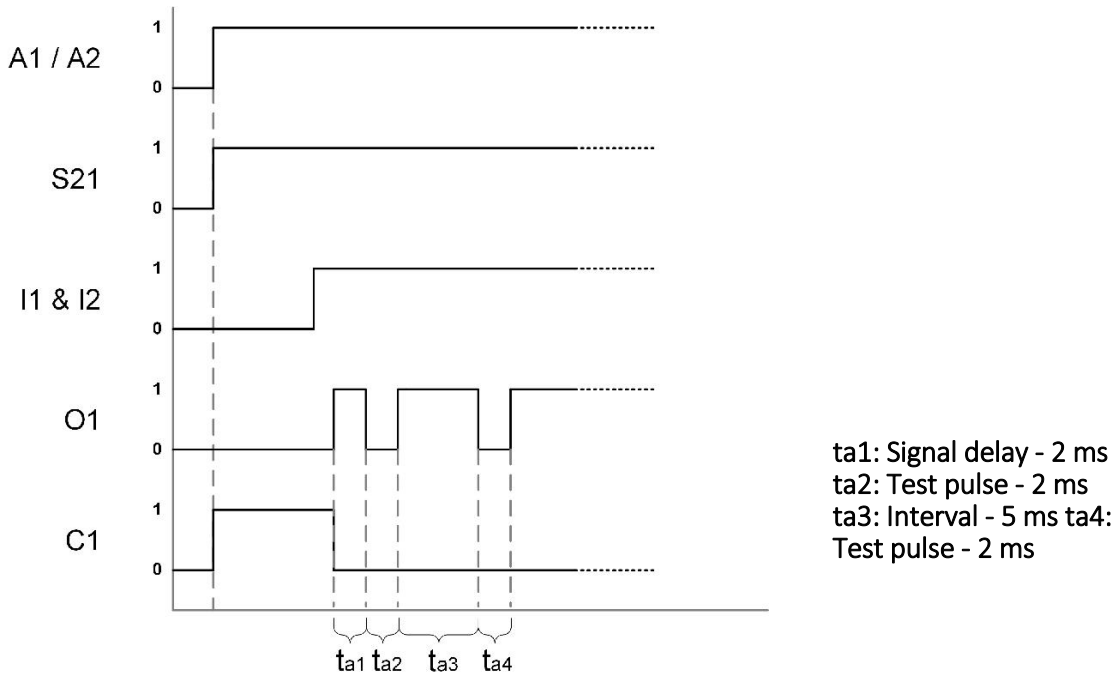 1
A1 / A2
0
1
S21
0
1
I1 & I2
0
1
O1
0
1
C1
0
ta1: Signal delay - 2 ms
ta2: Test pulse - 2 ms
ta3: Interval - 5 ms ta4:
Test pulse - 2 ms
ta1 ta2 ta3 ta4